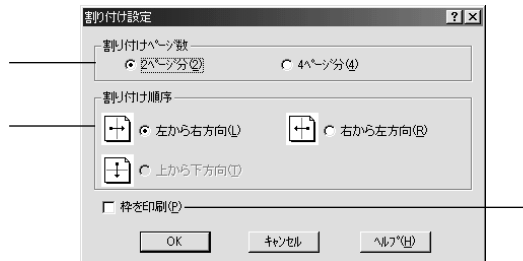 割り付け設定
割り付けページ数
2ページ分(2) 4ページ分(4)
割り付け順序
左から右方向(L) 右から左方向(R)
上から下方向(T)
枠を印刷(P)
OK キャンセル ヘルプ(H)